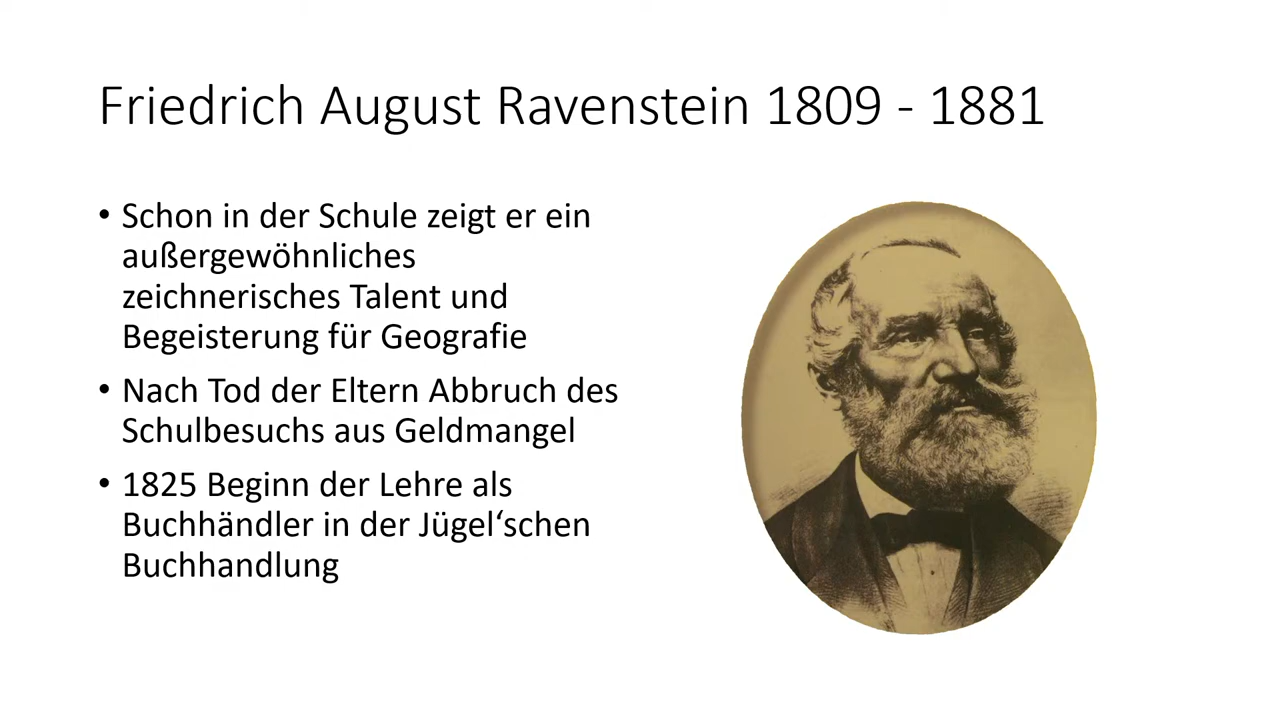 Friedrich August Ravenstein 1809 - 1881
• Schon in der Schule zeigt er ein
außergewöhnliches
zeichnerisches Talent und
Begeisterung für Geografie
• Nach Tod der Eltern Abbruch des
Schulbesuchs aus Geldmangel
• 1825 Beginn der Lehre als
Buchhändler in der Jügel‘schen
Buchhandlung